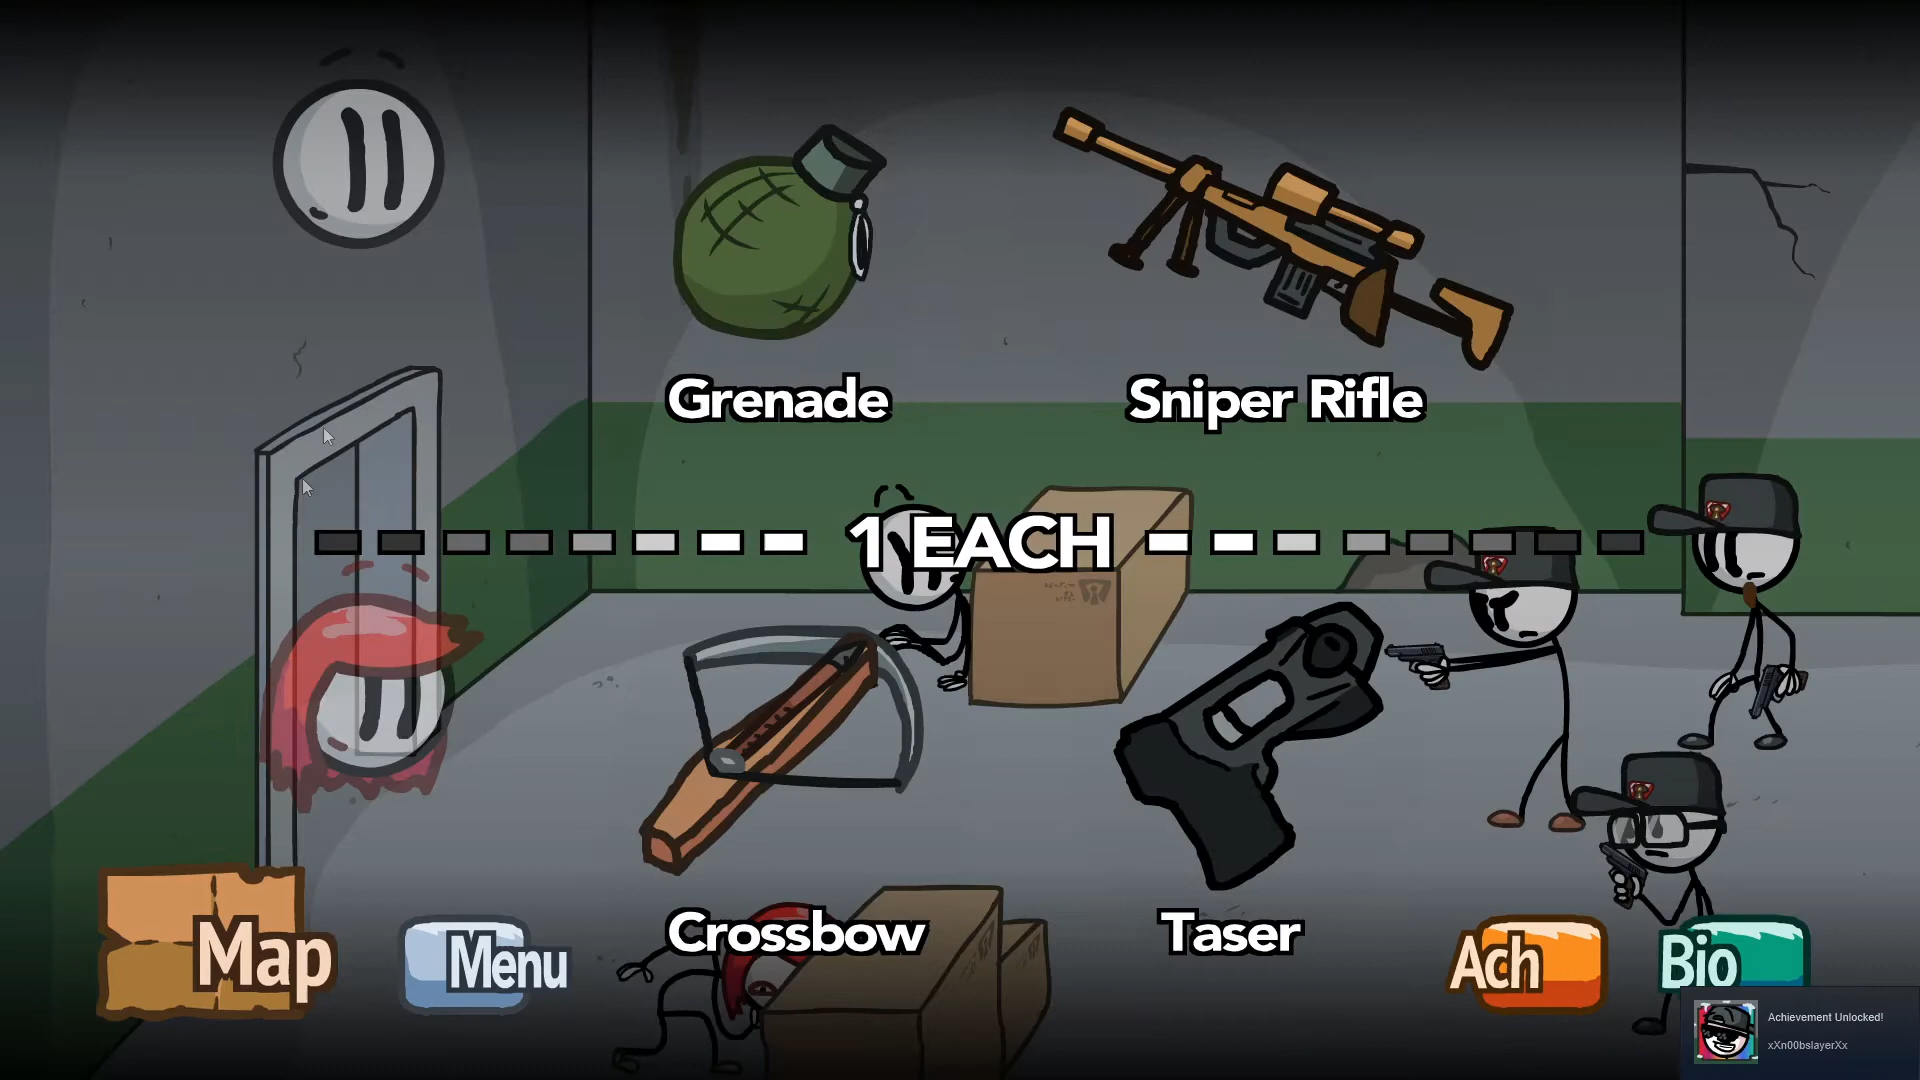 Grenade
Sniper Rifle
1 EACH
Crossbow
Taser
Map
Menu
Ach
Bio
Achievement Unlocked!
xXn00bslayerXx